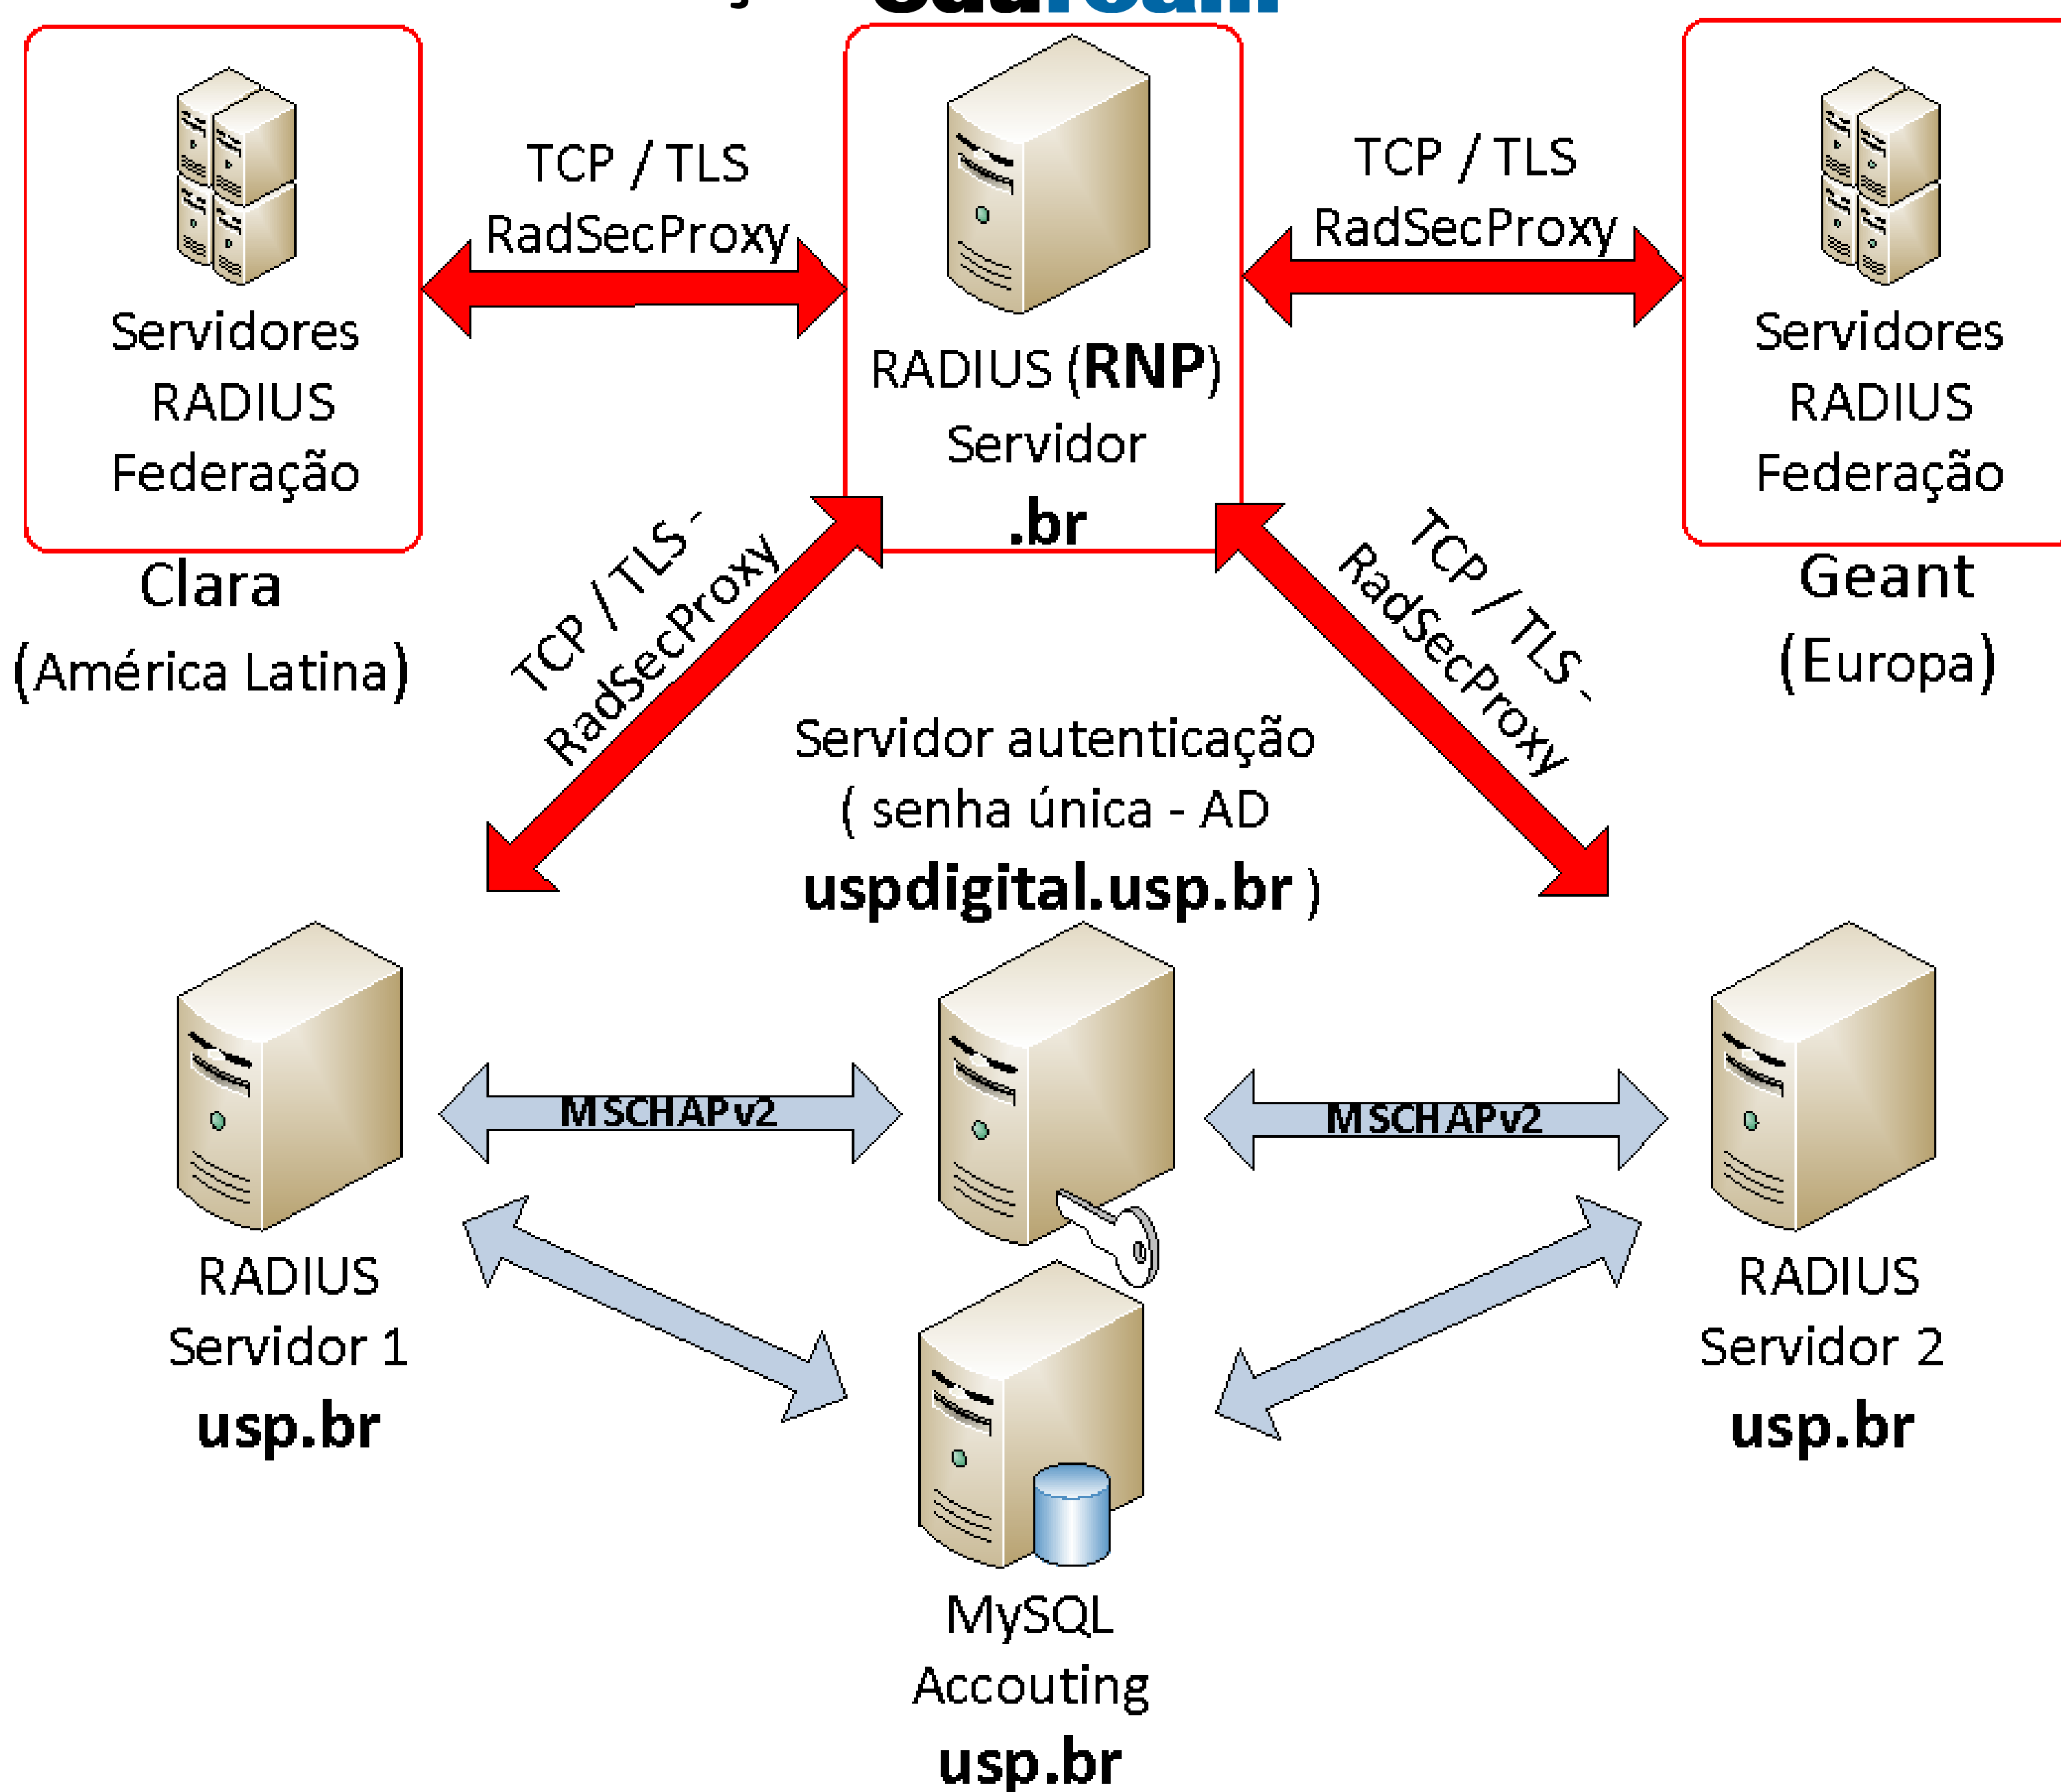 TCP / TLS
RadSecProxy
TCP / TLS
RadSecProxy
Servidores
RADIUS
Federação
RADIUS (RNP)
Servidor
.br
Servidores
RADIUS
Federação
Clara
(América Latina)
Geant
(Europa)
TCP / TLS -
RadSecProxy
TCP / TLS -
RadSecProxy
Servidor autenticação
( senha única - AD
uspdigital.usp.br )
MSCHAPv2
MSCHAPv2
RADIUS
Servidor 1
usp.br
RADIUS
Servidor 2
usp.br
MySQL
Accouting
usp.br